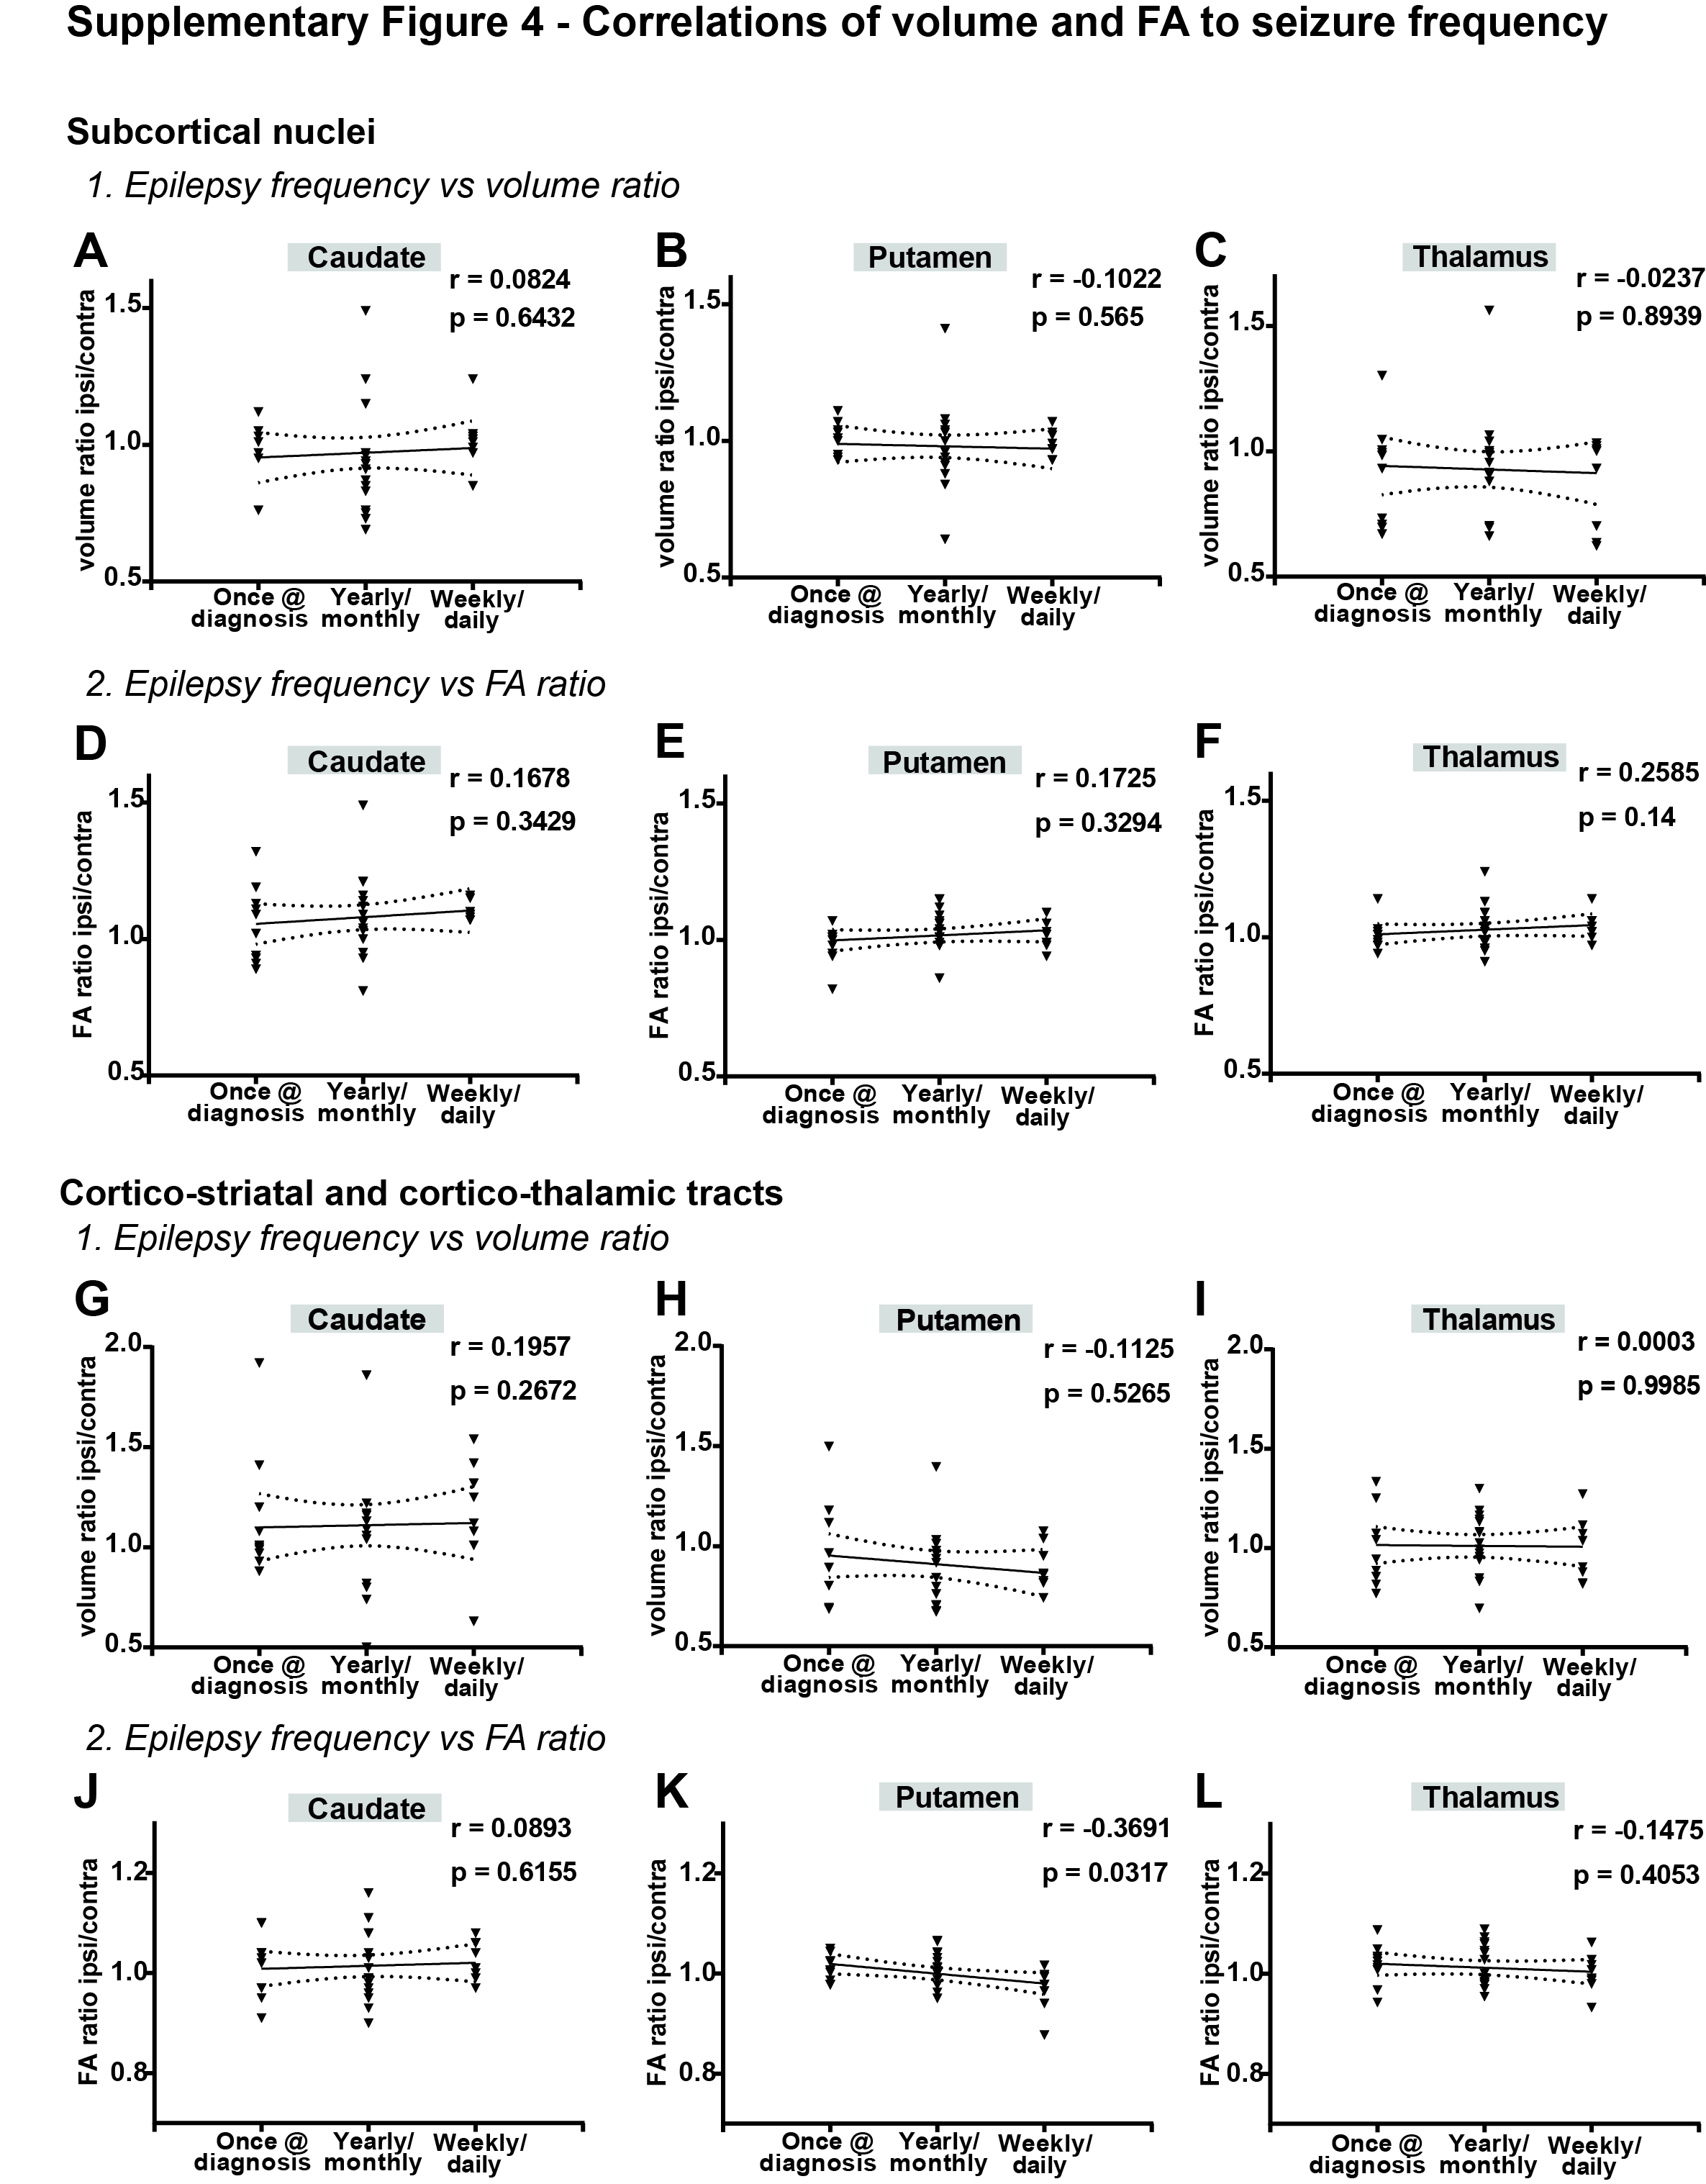 Supplementary Figure 4 - Correlations of volume and FA to seizure frequency
Subcortical nuclei
1. Epilepsy frequency vs volume ratio
A
Caudate
r = 0.0824
p = 0.6432
volume ratio ipsi/contra
1.5
1.0
0.5
Once @ diagnosis
Yearly/ monthly
Weekly/ daily
B
Putamen
r = -0.1022
p = 0.565
volume ratio ipsi/contra
1.5
1.0
0.5
Once @ diagnosis
Yearly/ monthly
Weekly/ daily
C
Thalamus
r = -0.0237
p = 0.8939
volume ratio ipsi/contra
1.5
1.0
0.5
Once @ diagnosis
Yearly/ monthly
Weekly/ daily
2. Epilepsy frequency vs FA ratio
D
Caudate
r = 0.1678
p = 0.3429
FA ratio ipsi/contra
1.5
1.0
0.5
Once @ diagnosis
Yearly/ monthly
Weekly/ daily
E
Putamen
r = 0.1725
p = 0.3294
FA ratio ipsi/contra
1.5
1.0
0.5
Once @ diagnosis
Yearly/ monthly
Weekly/ daily
F
Thalamus
r = 0.2585
p = 0.14
FA ratio ipsi/contra
1.5
1.0
0.5
Once @ diagnosis
Yearly/ monthly
Weekly/ daily
Cortico-striatal and cortico-thalamic tracts
1. Epilepsy frequency vs volume ratio
G
Caudate
r = 0.1957
p = 0.2672
volume ratio ipsi/contra
2.0
1.5
1.0
0.5
Once @ diagnosis
Yearly/ monthly
Weekly/ daily
H
Putamen
r = -0.1125
p = 0.5265
volume ratio ipsi/contra
2.0
1.5
1.0
0.5
Once @ diagnosis
Yearly/ monthly
Weekly/ daily
I
Thalamus
r = 0.0003
p = 0.9985
volume ratio ipsi/contra
2.0
1.5
1.0
0.5
Once @ diagnosis
Yearly/ monthly
Weekly/ daily
2. Epilepsy frequency vs FA ratio
J
Caudate
r = 0.0893
p = 0.6155
FA ratio ipsi/contra
1.2
1.0
0.8
Once @ diagnosis
Yearly/ monthly
Weekly/ daily
K
Putamen
r = -0.3691
p = 0.0317
FA ratio ipsi/contra
1.2
1.0
0.8
Once @ diagnosis
Yearly/ monthly
Weekly/ daily
L
Thalamus
r = -0.1475
p = 0.4053
FA ratio ipsi/contra
1.2
1.0
0.8
Once @ diagnosis
Yearly/ monthly
Weekly/ daily